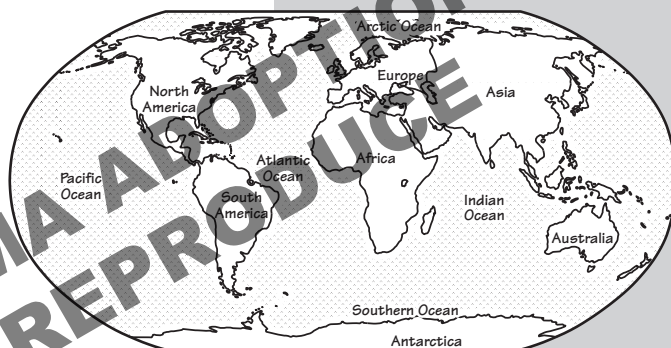 Arctic Ocean
Europe
Asia
North
America
Atlantic
Ocean
Africa
Pacific
Ocean
South
America
Indian
Ocean
Australia
Southern Ocean
Antarctica
MA ADOPTION
REPRODUCE